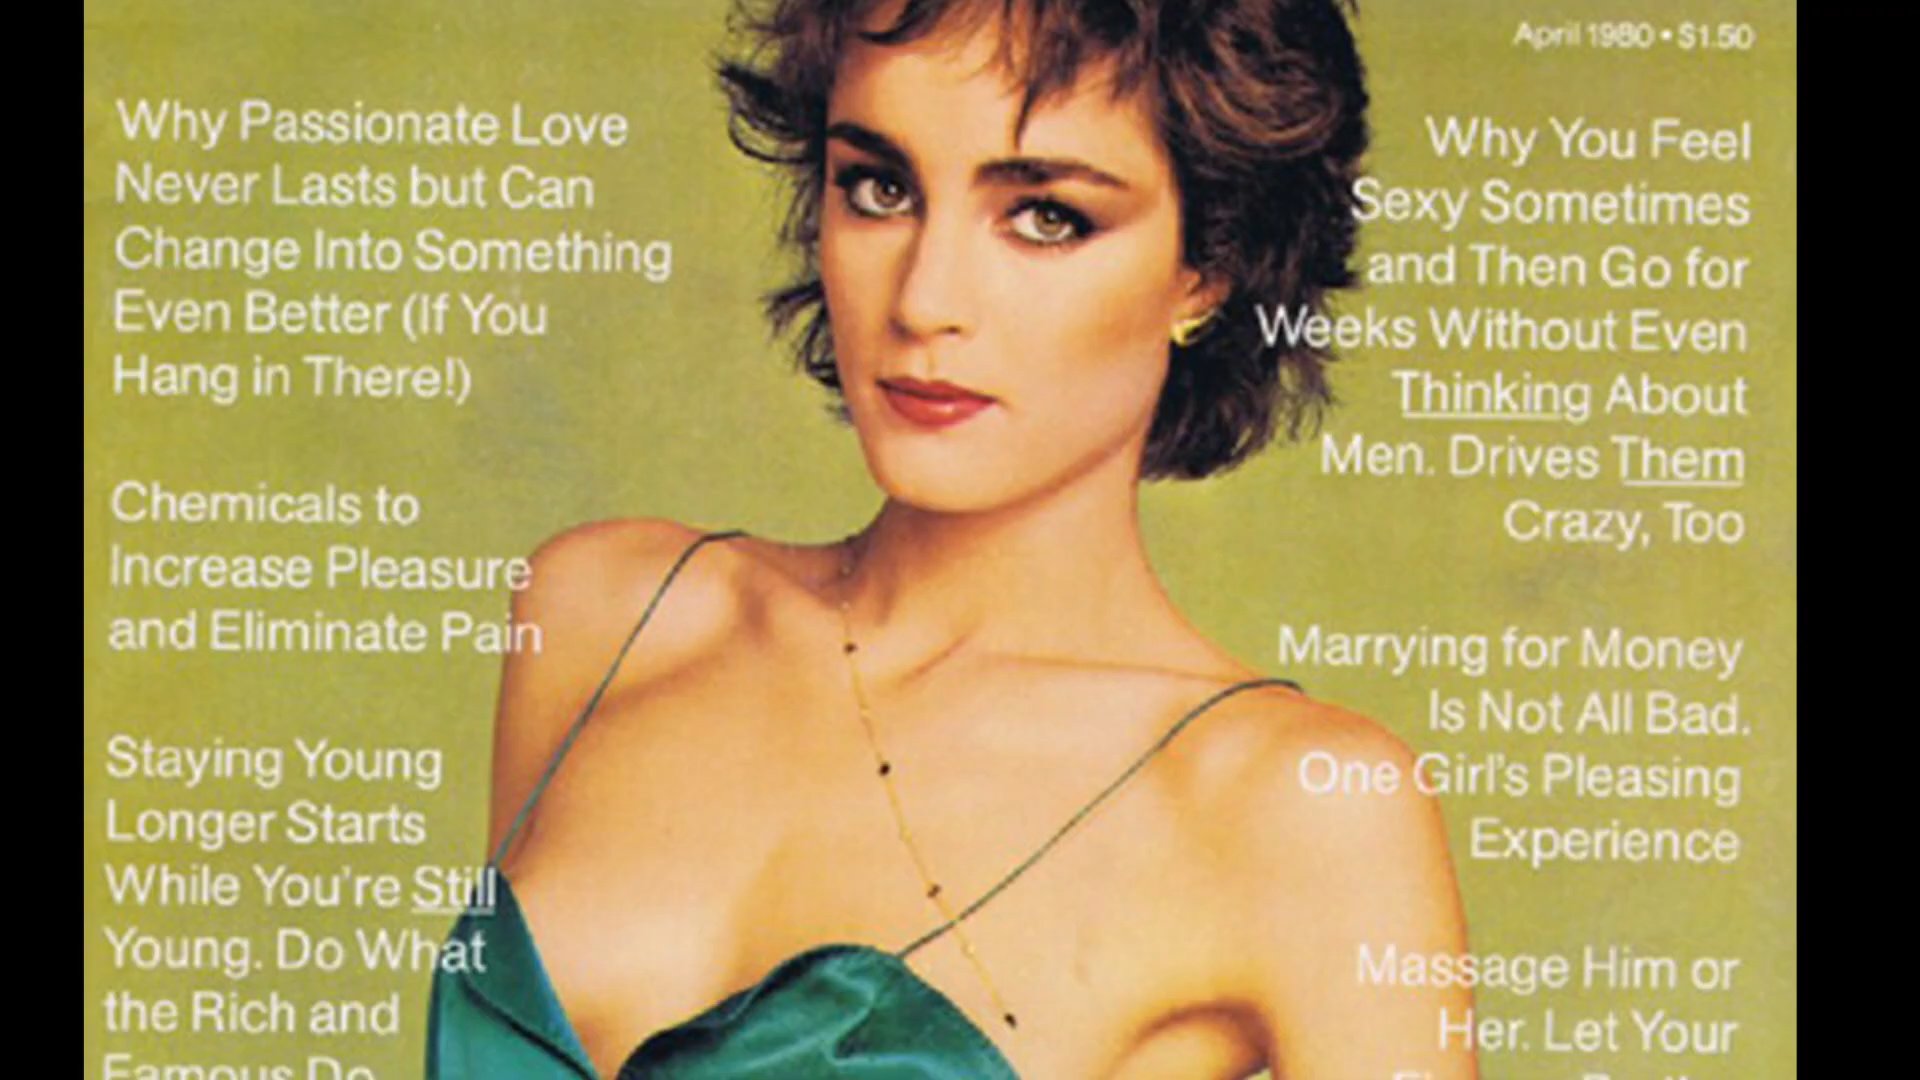 April 1980 • $1.50
Why Passionate Love
Never Lasts but Can
Change Into Something
Even Better (If You
Hang in There!)
Chemicals to
Increase Pleasure
and Eliminate Pain
Staying Young
Longer Starts
While You're Still
Young. Do What
the Rich and
Famous Do
Why You Feel
Sexy Sometimes
and Then Go for
Weeks Without Even
Thinking About
Men. Drives Them
Crazy, Too
Marrying for Money
Is Not All Bad.
One Girl's Pleasing
Experience
Massage Him or
Her. Let Your